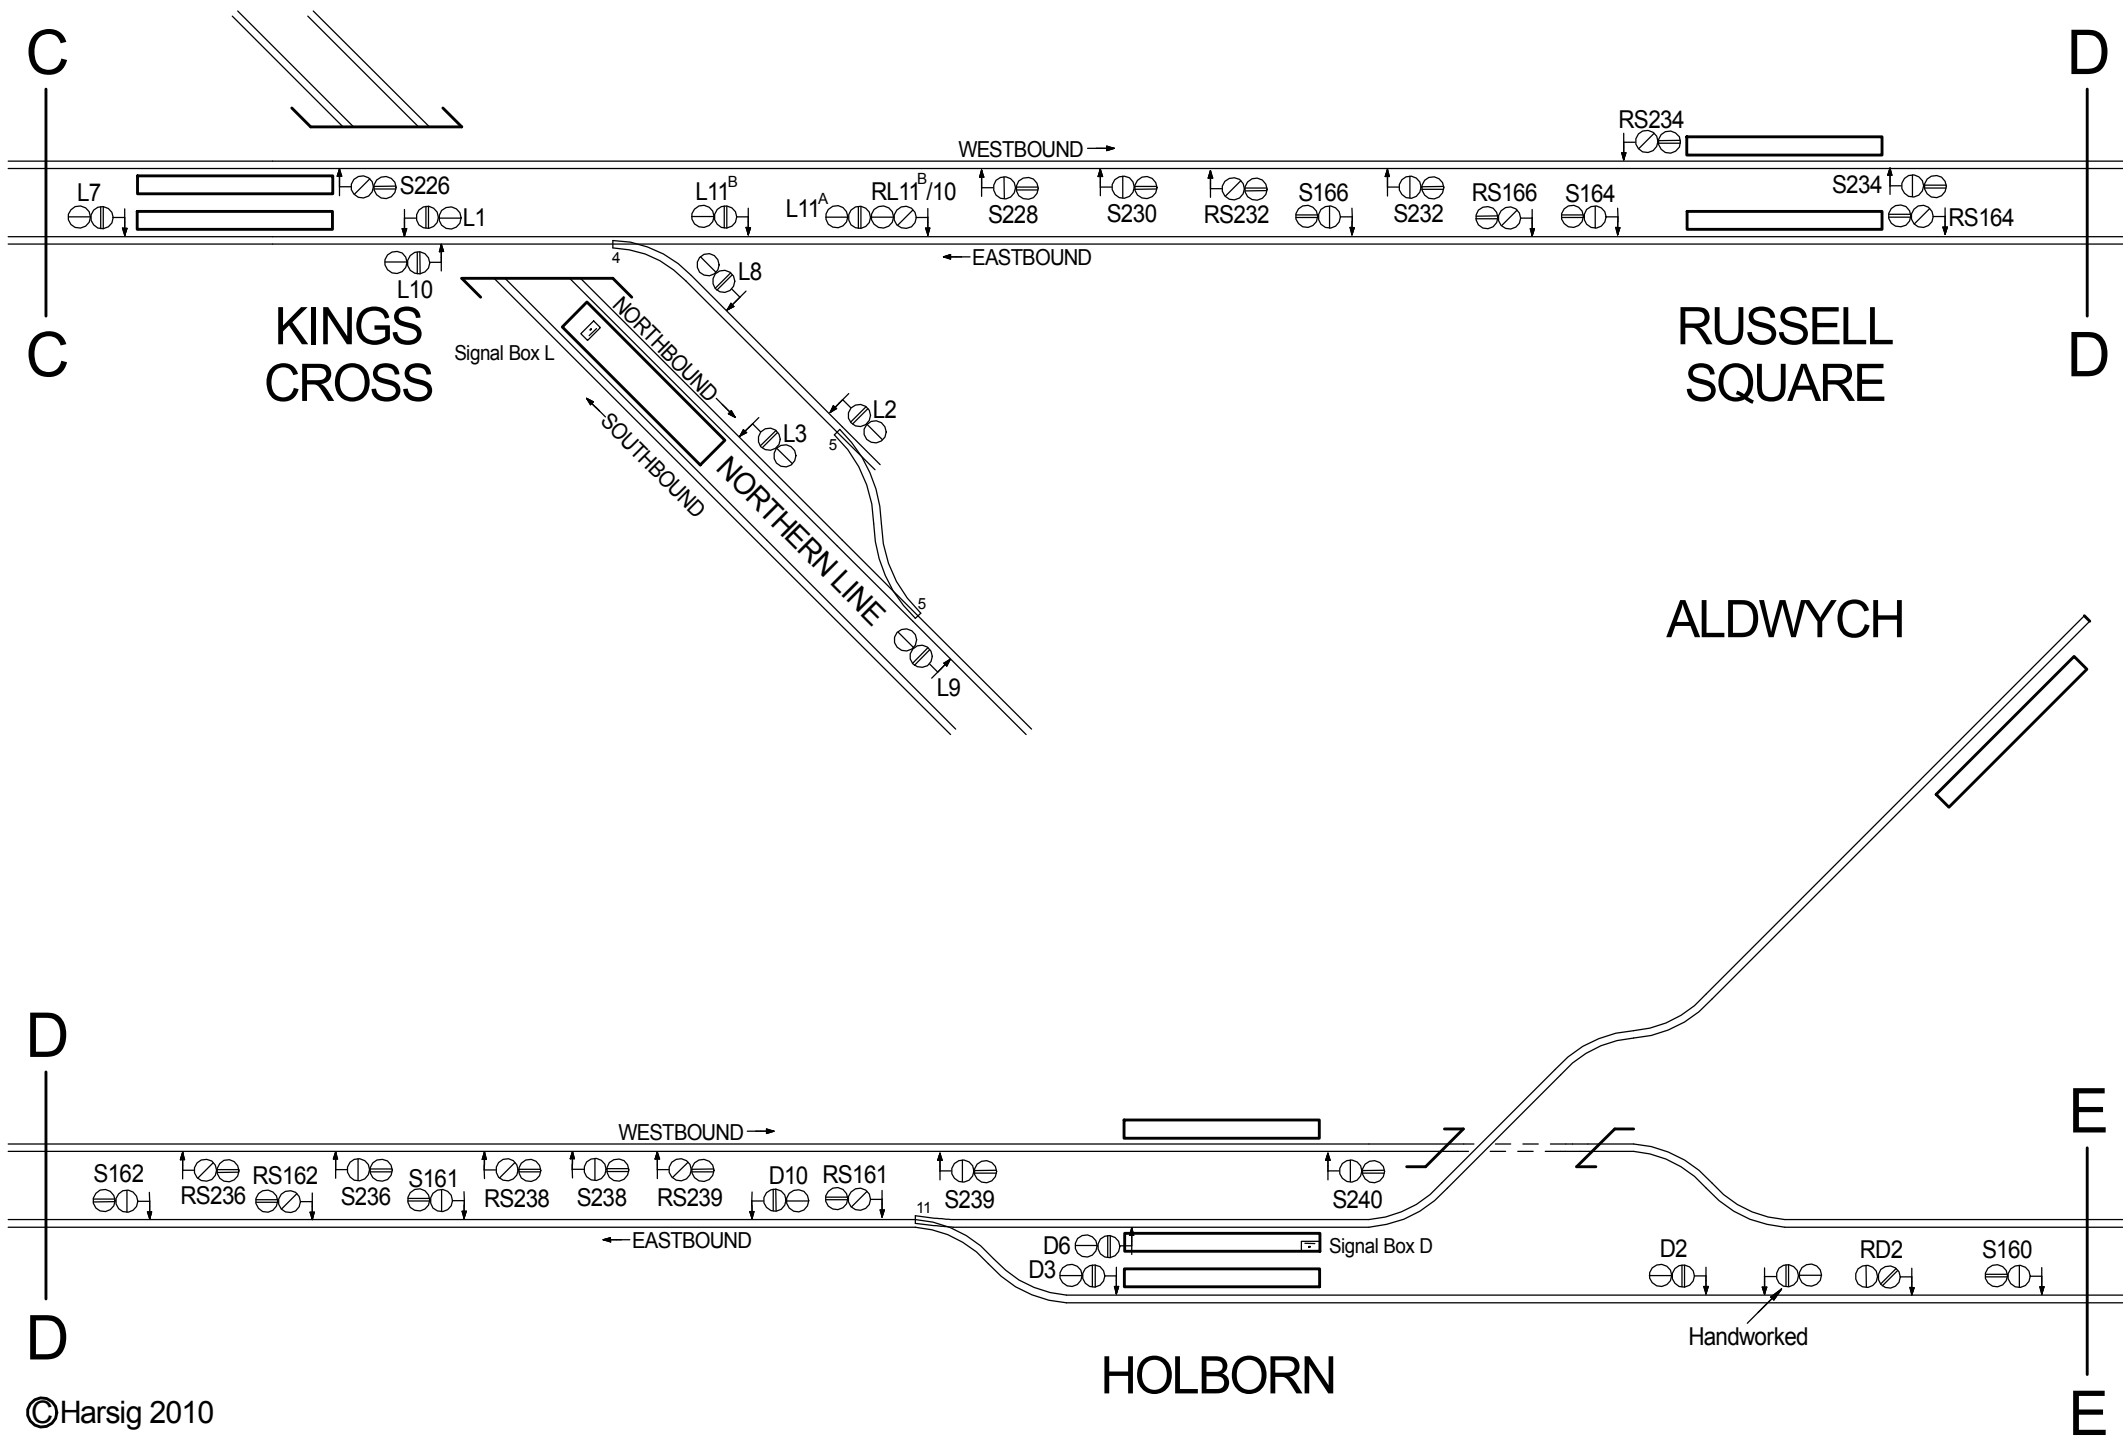 C
D
WESTBOUND
RS234
L7
S226
L1
L11B
L11A
RL11B/10
S228
S230
RS232
S166
S232
RS166
S164
S234
RS164
EASTBOUND
L10
4
L8
C
D
KINGS
CROSS
RUSSELL
SQUARE
Signal Box L
NORTHBOUND
SOUTHBOUND
L3
L2
5
NORTHERN LINE
5
L9
ALDWYCH
D
E
WESTBOUND
S162
RS236
RS162
S236
S161
RS238
S238
RS239
D10
RS161
S239
S240
11
EASTBOUND
D6
Signal Box D
D3
D2
RD2
S160
Handworked
D
E
HOLBORN
©Harsig 2010